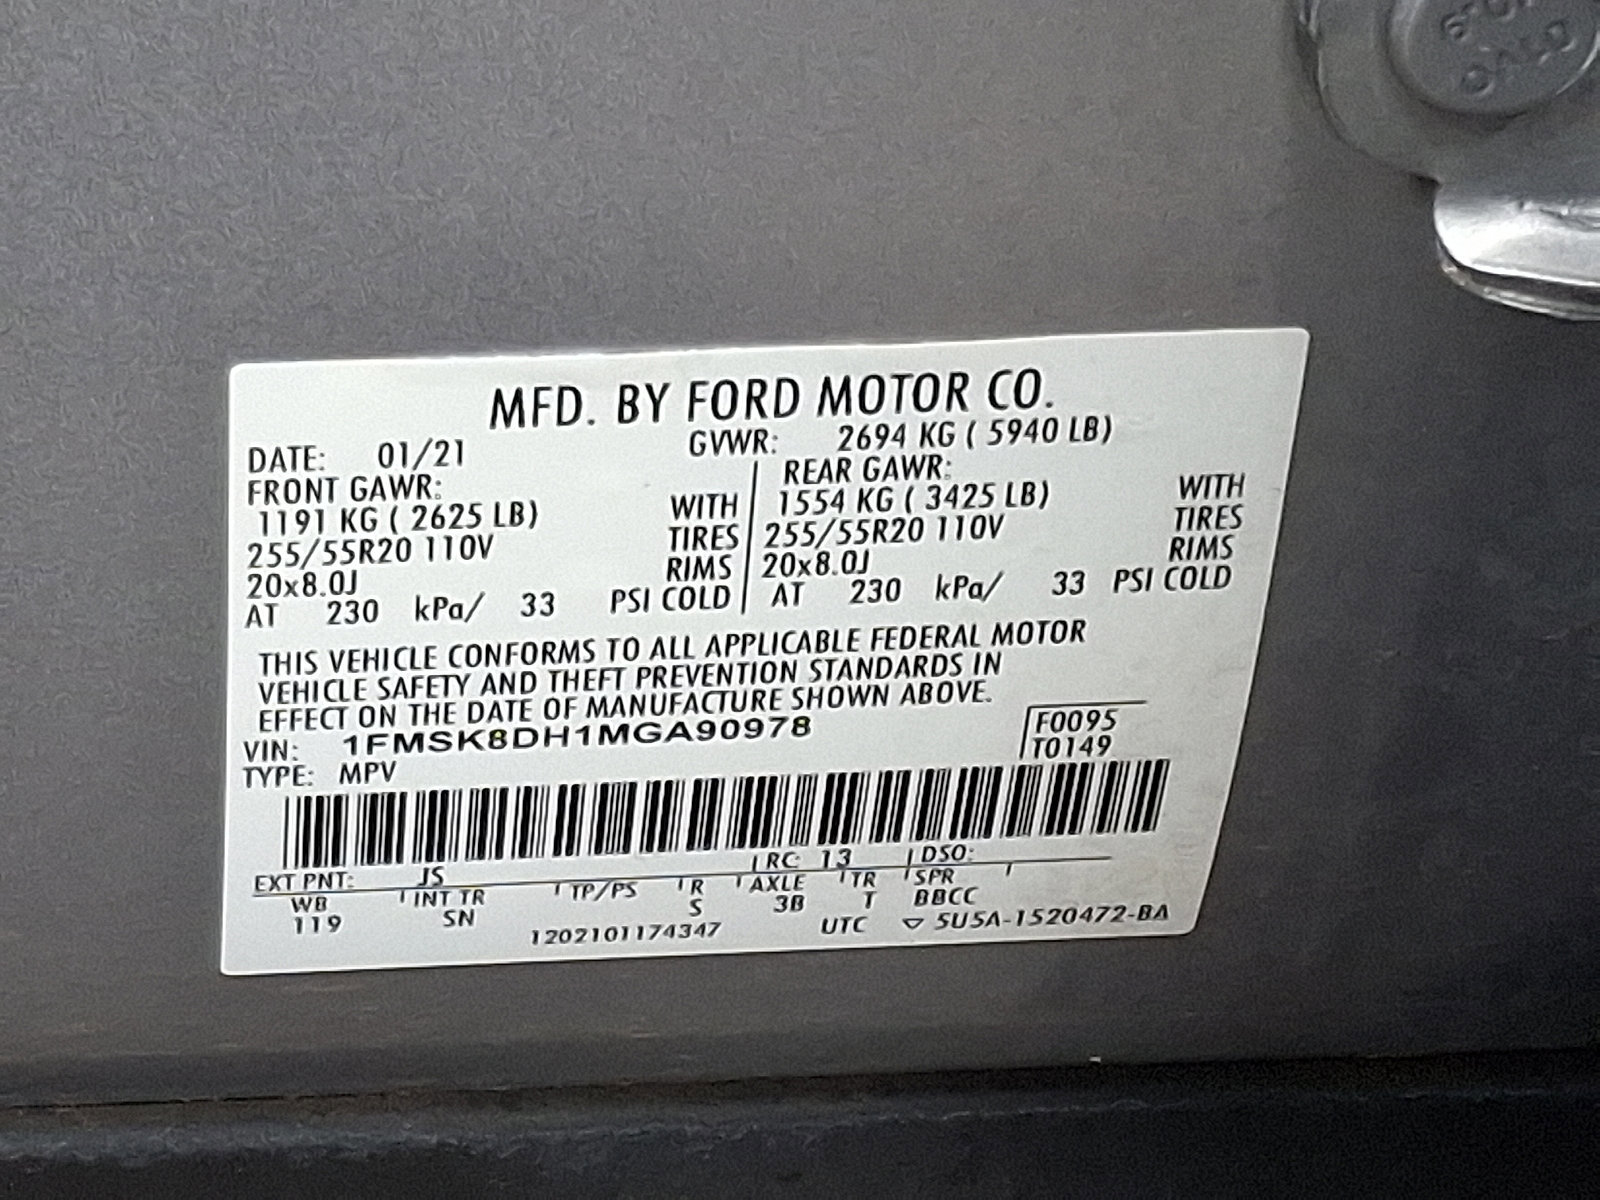 MFD. BY FORD MOTOR CO.
DATE: 01/21 GVWR: 2694 KG ( 5940 LB)
FRONT GAWR: REAR GAWR:
1191 KG ( 2625 LB) WITH 1554 KG ( 3425 LB) WITH
255/55R20 110V TIRES 255/55R20 110V TIRES
20x8.0J RIMS 20x8.0J RIMS
AT 230 kPa/ 33 PSI COLD AT 230 kPa/ 33 PSI COLD
THIS VEHICLE CONFORMS TO ALL APPLICABLE FEDERAL MOTOR
VEHICLE SAFETY AND THEFT PREVENTION STANDARDS IN
EFFECT ON THE DATE OF MANUFACTURE SHOWN ABOVE.
VIN: 1FMSK8DH1MGA90978 F0095
TYPE: MPV T0149
EXT PNT: JS RC: 13 DSO:
WB INT TR TP/PS R AXLE TR SPR
119 SN S 3B T BBCC
1202101174347 UTC ▽ 5U5A-1520472-BA